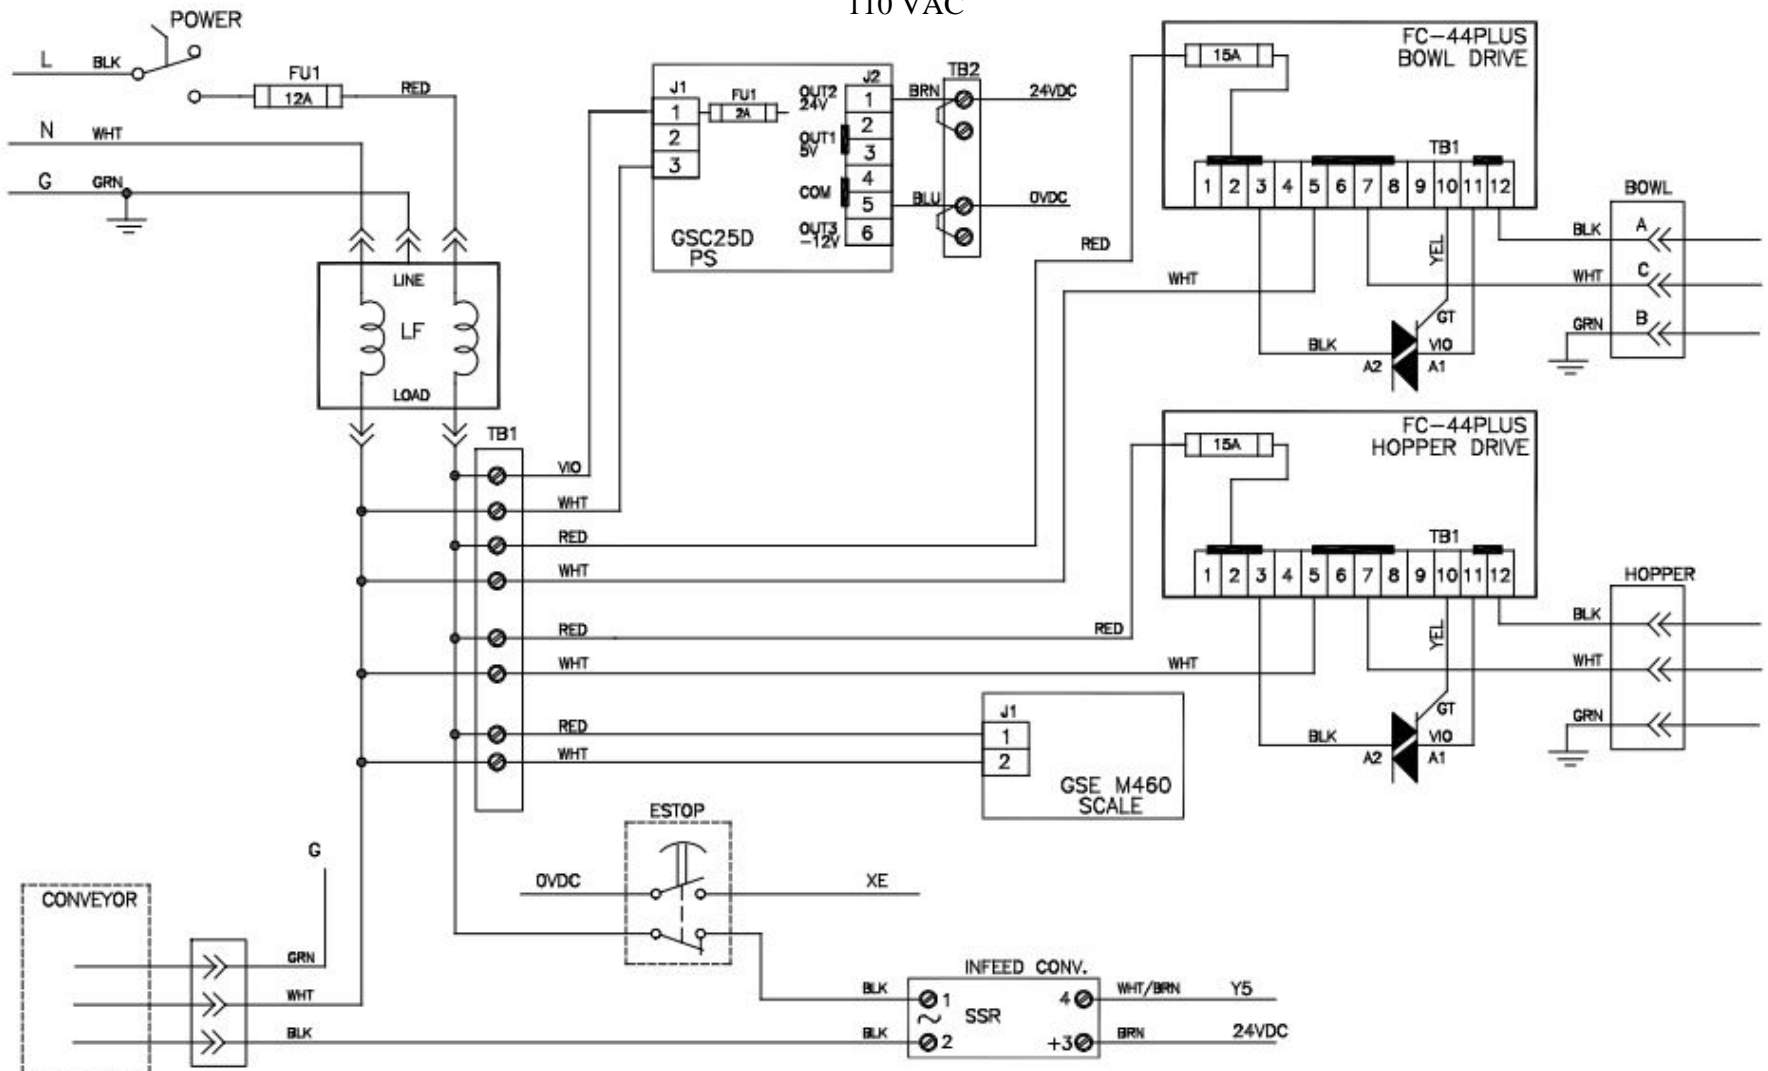 110 VAC
POWER
L
BLK
FU1
12A
RED
N
WHT
G
GRN
LINE
LF
LOAD
J1
1
2
3
FU1
2A
OUT2
24V
OUT1
5V
COM
OUT3
-12V
J2
1
2
3
4
5
6
GSC25D
PS
BRN
BLU
TB2
24VDC
0VDC
FC-44PLUS
BOWL DRIVE
15A
TB1
1 2 3 4 5 6 7 8 9 10 11 12
RED
WHT
YEL
GT
BLK
VIO
A2
A1
BOWL
BLK
A
WHT
C
GRN
B
FC-44PLUS
HOPPER DRIVE
15A
TB1
1 2 3 4 5 6 7 8 9 10 11 12
RED
WHT
YEL
GT
BLK
VIO
A2
A1
HOPPER
BLK
WHT
GRN
TB1
VIO
WHT
RED
WHT
RED
WHT
RED
WHT
J1
1
2
GSE M460
SCALE
ESTOP
0VDC
XE
G
CONVEYOR
GRN
WHT
BLK
INFEED CONV.
BLK
1
4
WHT/BRN
Y5
~
SSR
BLK
2
+3
BRN
24VDC